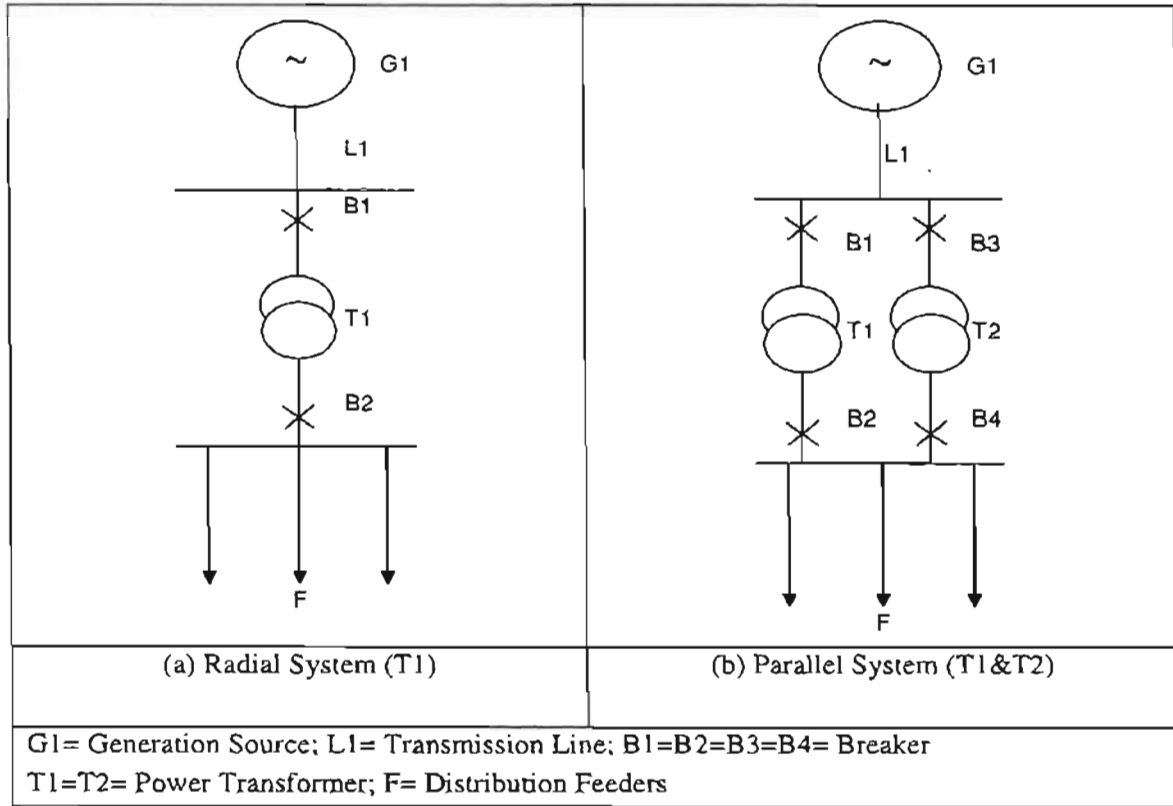 ~
G1
L1
B1
T1
B2
F
(a) Radial System (T1)
~
G1
L1
B1
B3
T1
T2
B2
B4
F
(b) Parallel System (T1&T2)
G1= Generation Source; L1= Transmission Line; B1=B2=B3=B4= Breaker
T1=T2= Power Transformer; F= Distribution Feeders